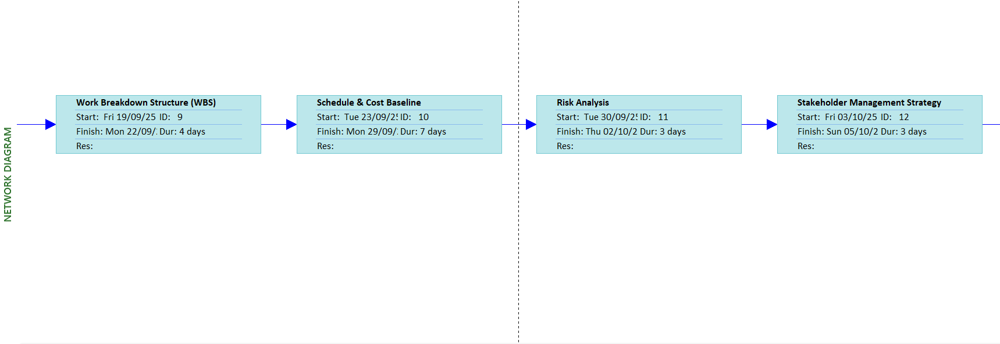 NETWORK DIAGRAM
Work Breakdown Structure (WBS)
Start: Fri 19/09/25 ID: 9
Finish: Mon 22/09/ Dur: 4 days
Res:
Schedule & Cost Baseline
Start: Tue 23/09/2 ID: 10
Finish: Mon 29/09/ Dur: 7 days
Res:
Risk Analysis
Start: Tue 30/09/2 ID: 11
Finish: Thu 02/10/2 Dur: 3 days
Res:
Stakeholder Management Strategy
Start: Fri 03/10/25 ID: 12
Finish: Sun 05/10/2 Dur: 3 days
Res: